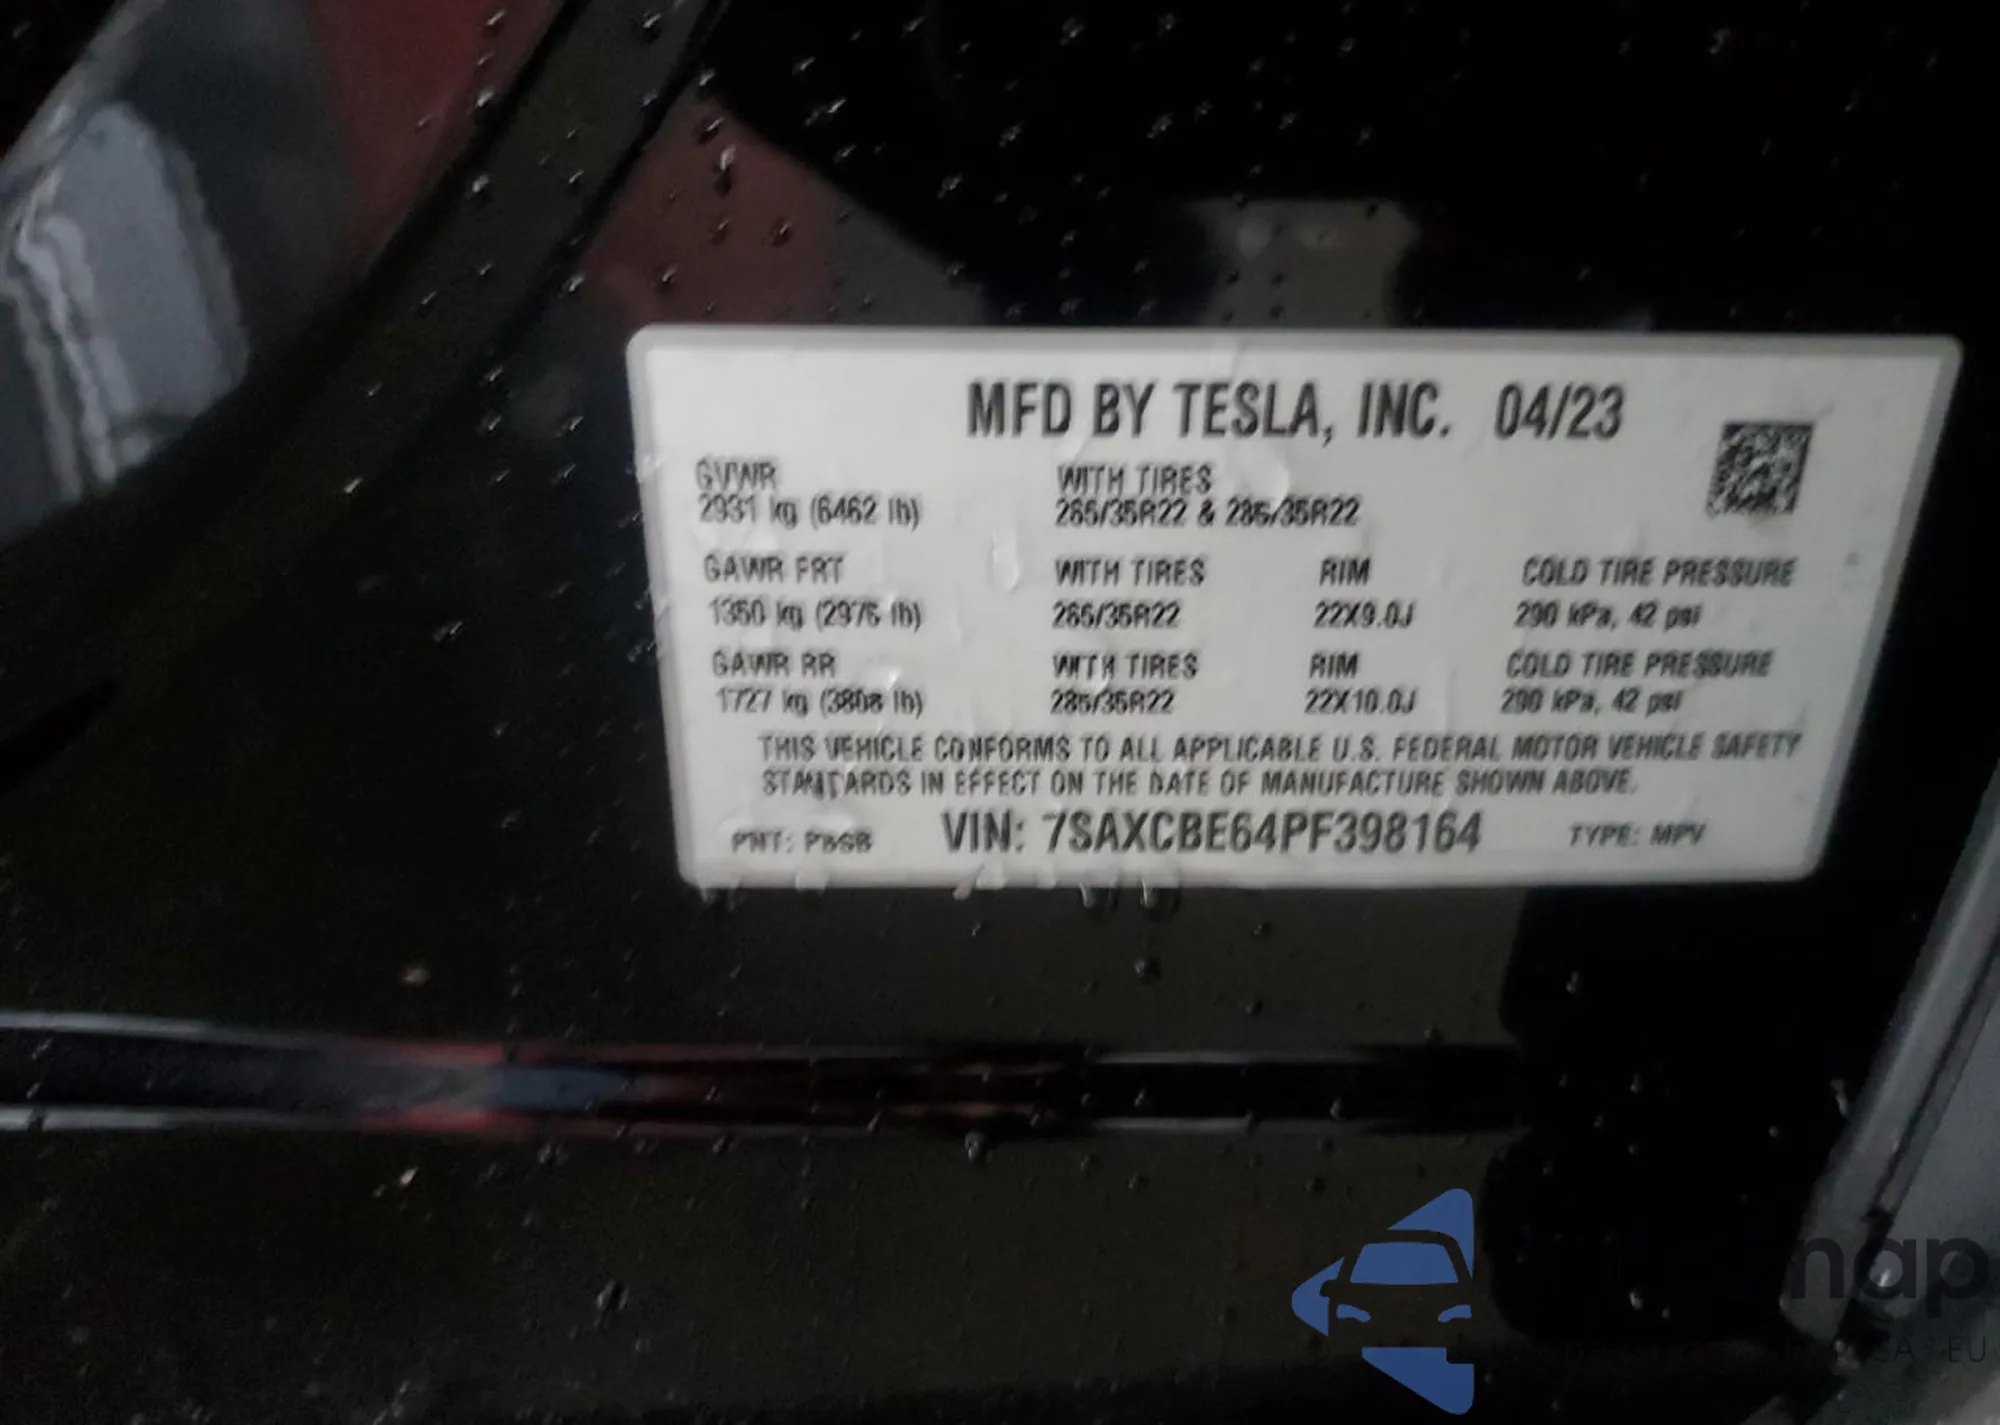 MFD BY TESLA, INC. 04/23
GVWR WITH TIRES
2931 kg (6462 lb) 265/35R22 & 285/35R22
GAWR FRT WITH TIRES RIM COLD TIRE PRESSURE
1350 kg (2976 lb) 265/35R22 22X9.0J 290 kPa, 42 psi
GAWR RR WITH TIRES RIM COLD TIRE PRESSURE
1727 kg (3808 lb) 285/35R22 22X10.0J 290 kPa, 42 psi
THIS VEHICLE CONFORMS TO ALL APPLICABLE U.S. FEDERAL MOTOR VEHICLE SAFETY
STANDARDS IN EFFECT ON THE DATE OF MANUFACTURE SHOWN ABOVE.
PNT: VIN: 7SAXCBE64PF398164 TYPE: MPV